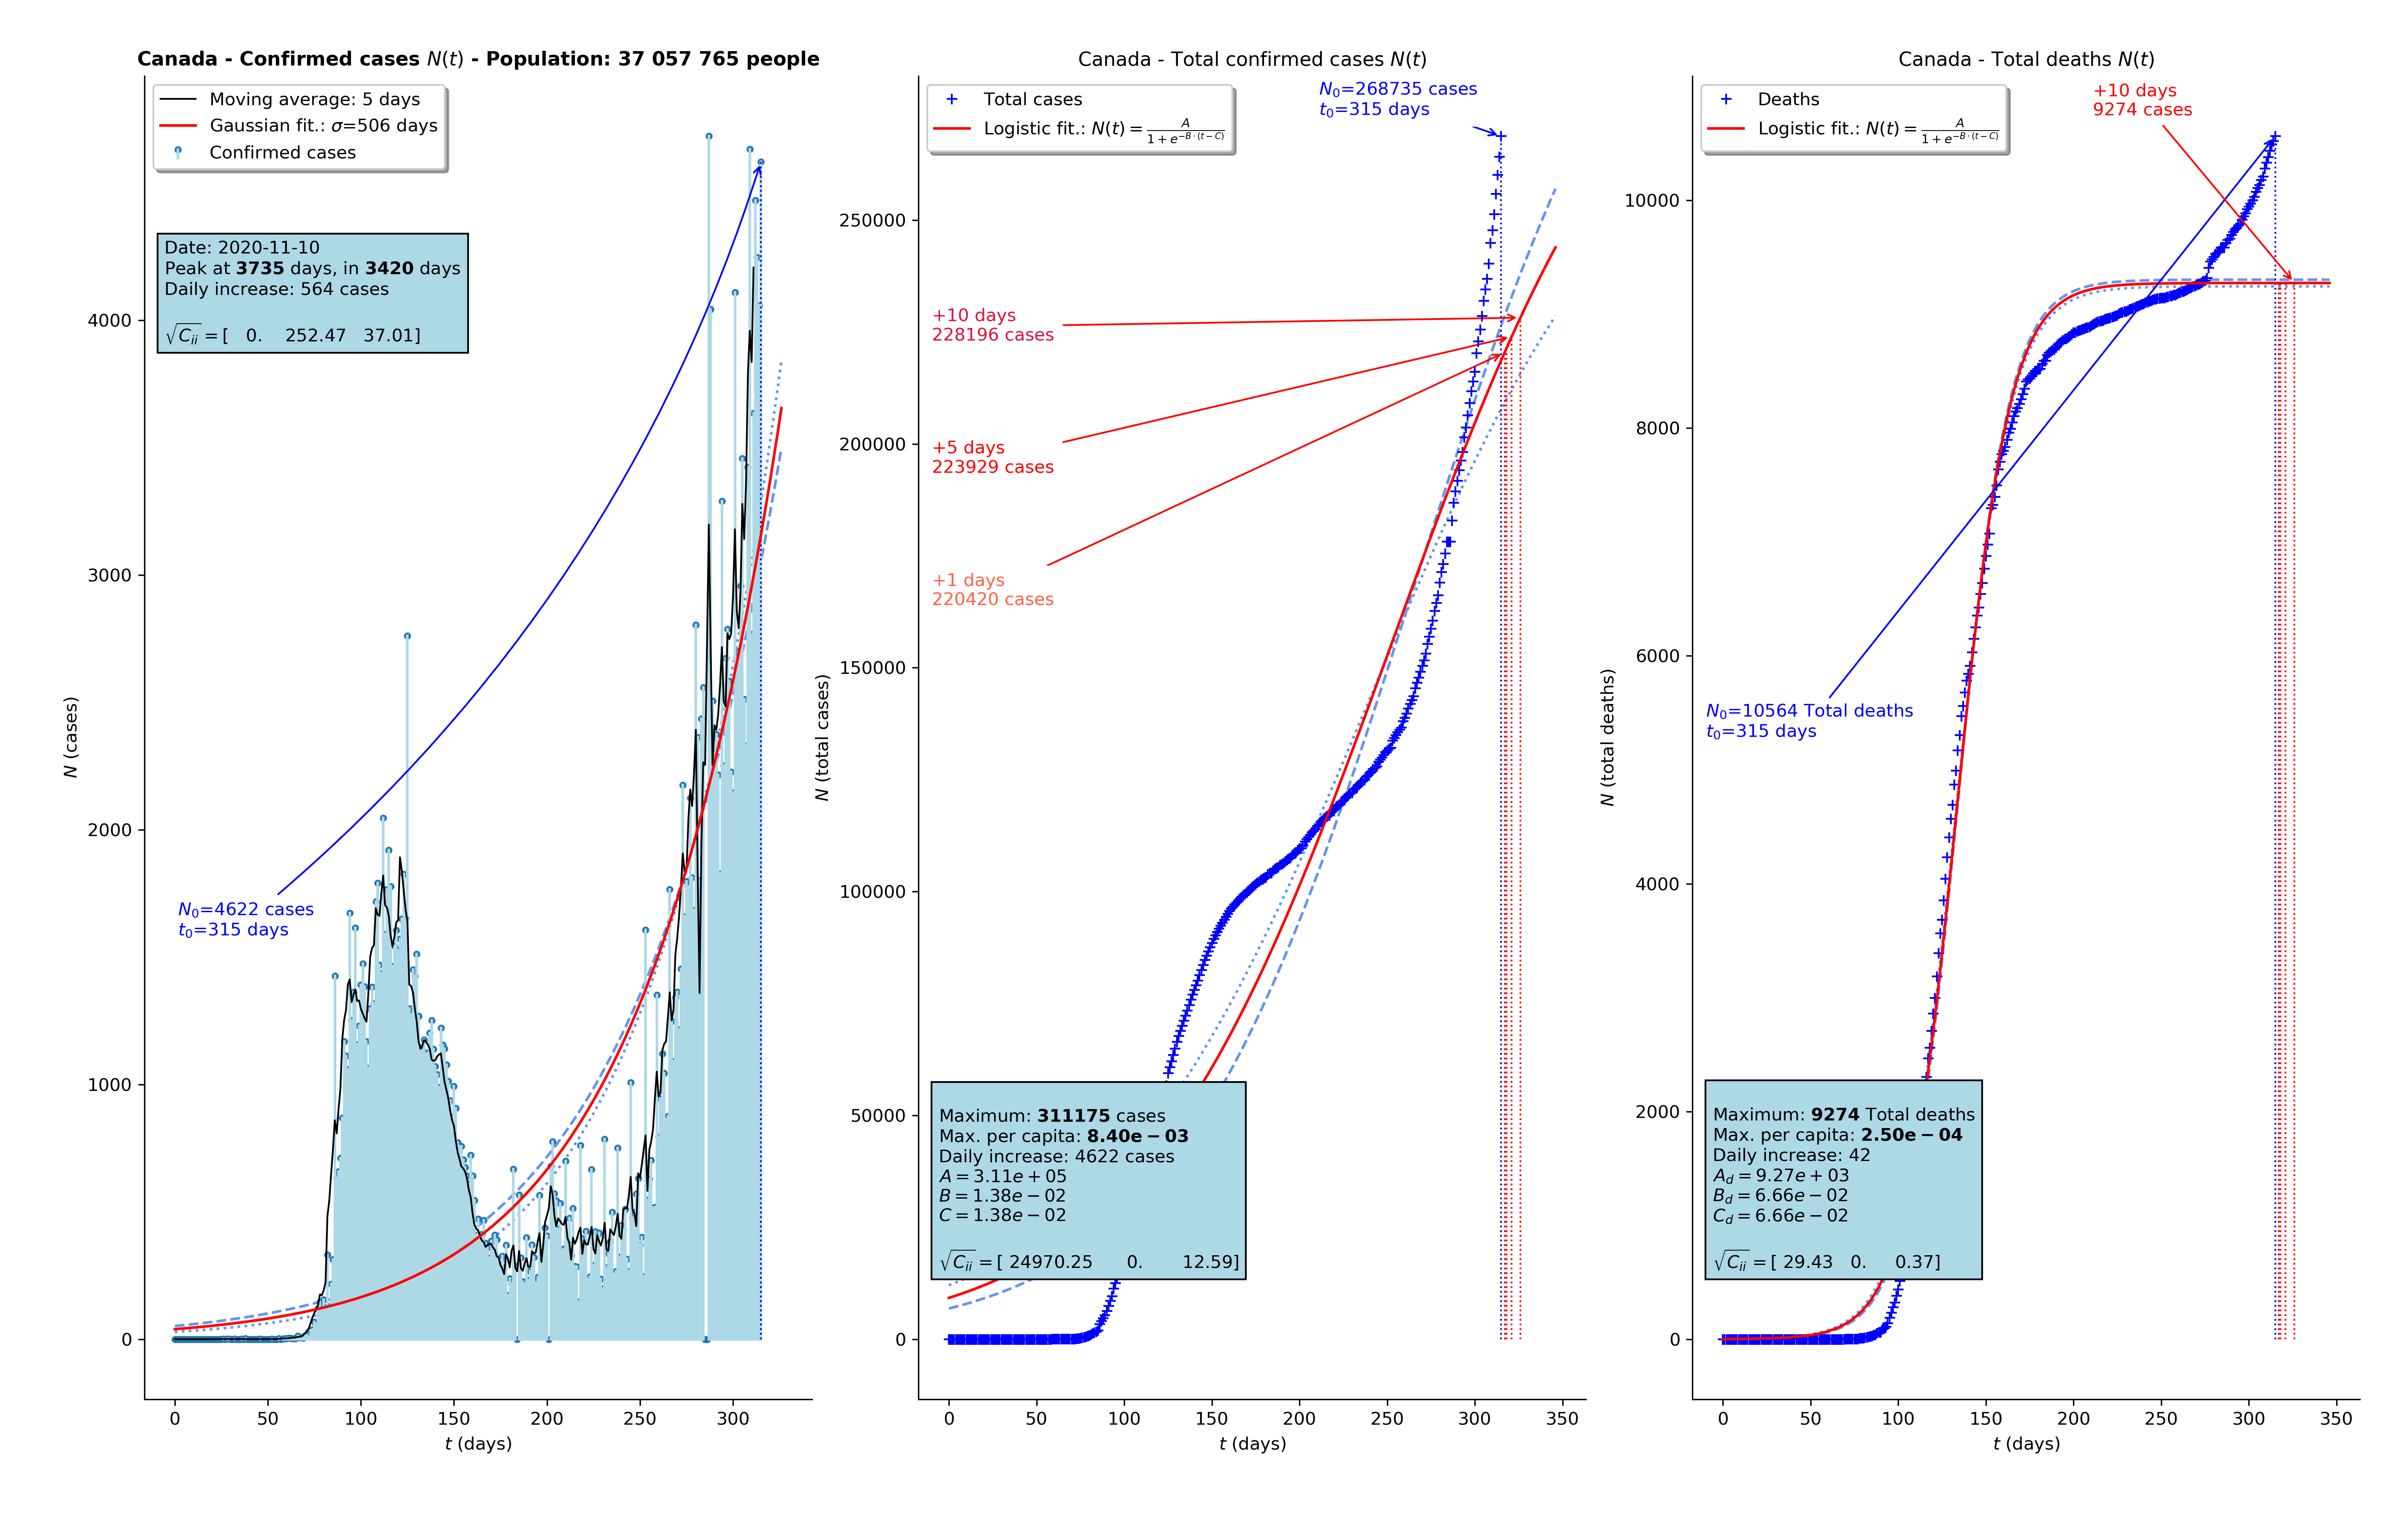 Canada - Confirmed cases N(t) - Population: 37 057 765 people
Moving average: 5 days
Gaussian fit.: σ=506 days
Confirmed cases
Date: 2020-11-10
Peak at 3735 days, in 3420 days
Daily increase: 564 cases
√Cii = [ 0. 252.47 37.01]
N0=4622 cases
t0=315 days
N (cases)
4000
3000
2000
1000
0
0 50 100 150 200 250 300
t (days)
Canada - Total confirmed cases N(t)
Total cases
Logistic fit.: N(t) = A / (1 + e^(−B·(t−C)))
N0=268735 cases
t0=315 days
+10 days
228196 cases
+5 days
223929 cases
+1 days
220420 cases
Maximum: 311175 cases
Max. per capita: 8.40e − 03
Daily increase: 4622 cases
A = 3.11e + 05
B = 1.38e − 02
C = 1.38e − 02
√Cii = [ 24970.25 0. 12.59]
N (total cases)
250000
200000
150000
100000
50000
0
0 50 100 150 200 250 300 350
t (days)
Canada - Total deaths N(t)
Deaths
Logistic fit.: N(t) = A / (1 + e^(−B·(t−C)))
+10 days
9274 cases
N0=10564 Total deaths
t0=315 days
Maximum: 9274 Total deaths
Max. per capita: 2.50e − 04
Daily increase: 42
Ad = 9.27e + 03
Bd = 6.66e − 02
Cd = 6.66e − 02
√Cii = [ 29.43 0. 0.37]
N (total deaths)
10000
8000
6000
4000
2000
0
0 50 100 150 200 250 300 350
t (days)